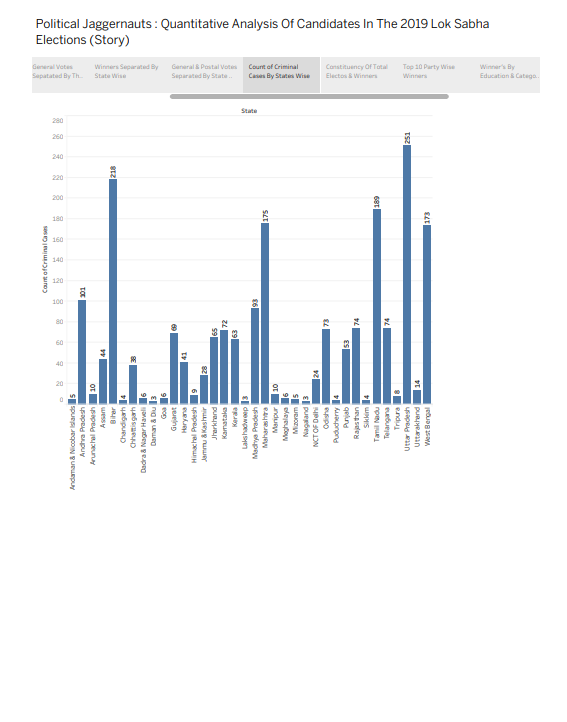 Political Jaggernauts : Quantitative Analysis Of Candidates In The 2019 Lok Sabha
Elections (Story)
General Votes
Sepatated By Th..
Winners Separated By
State Wise
General & Postal Votes
Separated By State ..
Count of Criminal
Cases By States Wise
Constituency Of Total
Electos & Winners
Top 10 Party Wise
Winners
Winner's By
Education & Catego..
State
Count of Criminal Cases
280
260
240
220
200
180
160
140
120
100
80
60
40
20
0
5
101
10
44
218
4
38
6
3
6
69
41
9
28
65
72
63
3
93
175
10
6
5
3
24
73
4
53
74
4
189
74
8
251
14
173
Andaman & Nicobar Islands
Andhra Pradesh
Arunachal Pradesh
Assam
Bihar
Chandigarh
Chhattisgarh
Dadra & Nagar Haveli
Daman & Diu
Goa
Gujarat
Haryana
Himachal Pradesh
Jammu & Kashmir
Jharkhand
Karnataka
Kerala
Lakshadweep
Madhya Pradesh
Maharashtra
Manipur
Meghalaya
Mizoram
Nagaland
NCT OF Delhi
Odisha
Puducherry
Punjab
Rajasthan
Sikkim
Tamil Nadu
Telangana
Tripura
Uttar Pradesh
Uttarakhand
West Bengal